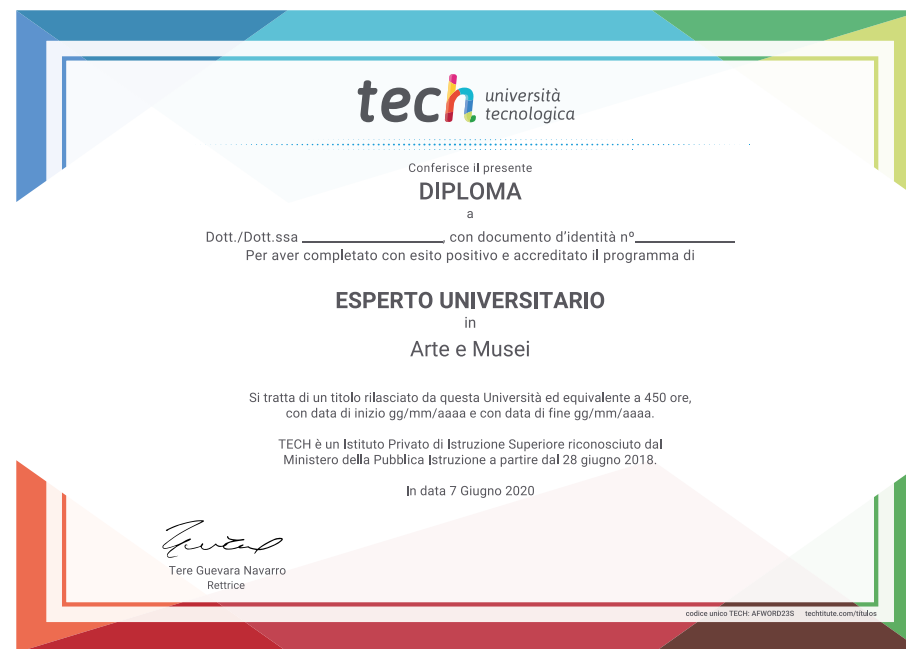 tech università
tecnologica
Conferisce il presente
DIPLOMA
a
Dott./Dott.ssa ____________________, con documento d'identità nº______________
Per aver completato con esito positivo e accreditato il programma di
ESPERTO UNIVERSITARIO
in
Arte e Musei
Si tratta di un titolo rilasciato da questa Università ed equivalente a 450 ore,
con data di inizio gg/mm/aaaa e con data di fine gg/mm/aaaa.
TECH è un Istituto Privato di Istruzione Superiore riconosciuto dal
Ministero della Pubblica Istruzione a partire dal 28 giugno 2018.
In data 7 Giugno 2020
Tere Guevara Navarro
Rettrice
codice unico TECH: AFWORD23S techtitute.com/titulos